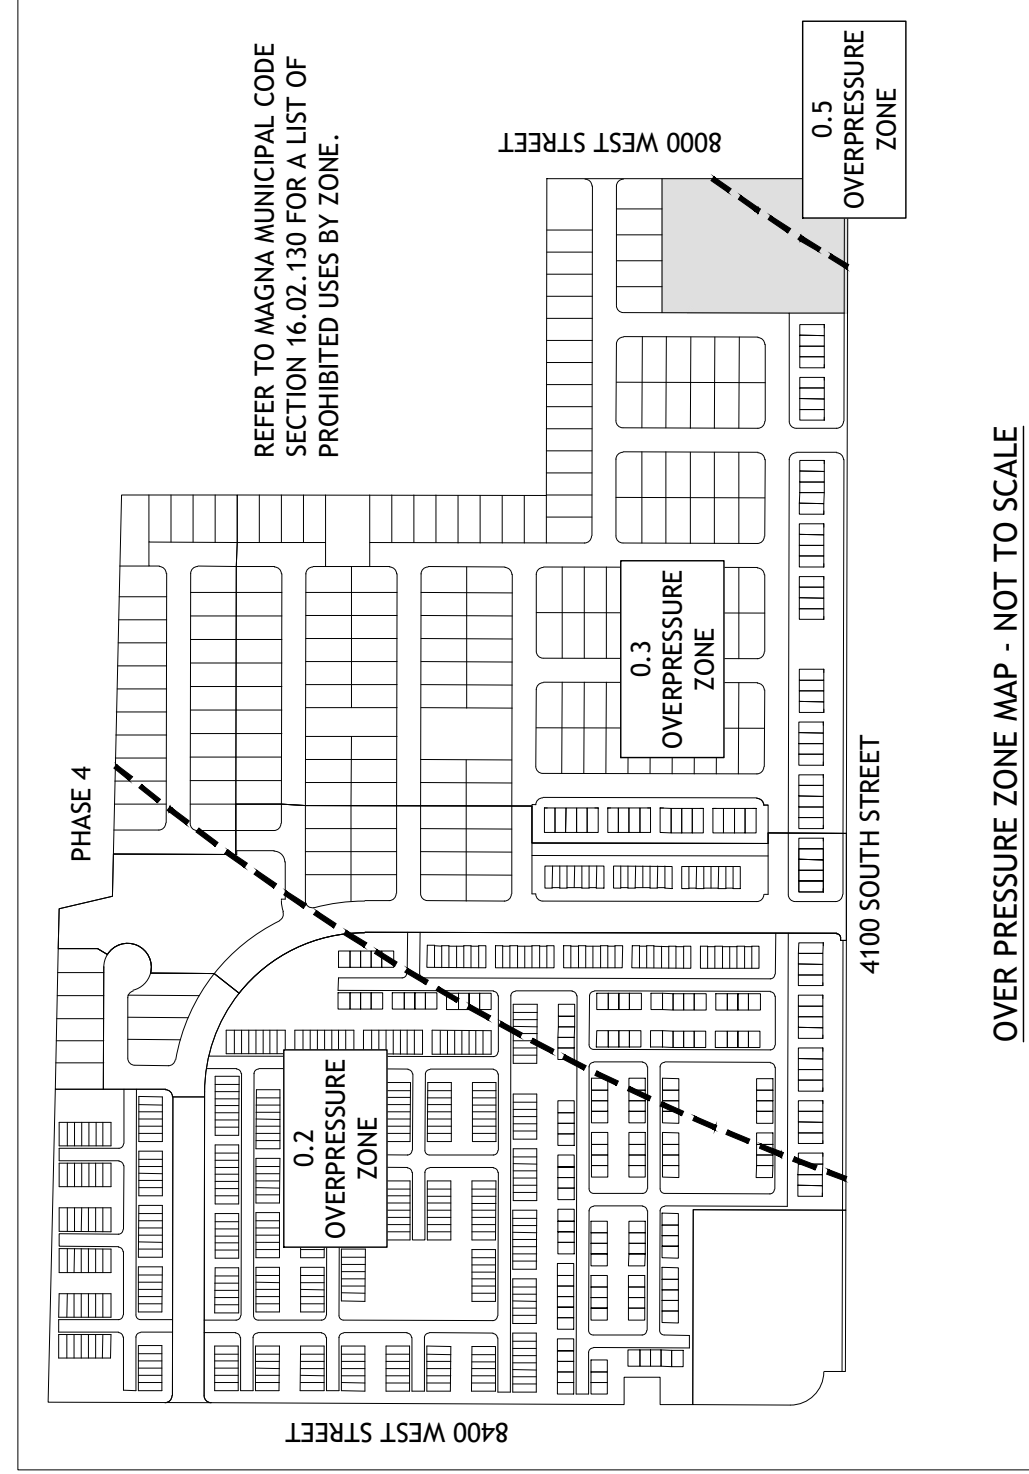 REFER TO MAGNA MUNICIPAL CODE
SECTION 16.02.130 FOR A LIST OF
PROHIBITED USES BY ZONE.
PHASE 4
8400 WEST STREET
8000 WEST STREET
0.2
OVERPRESSURE
ZONE
0.3
OVERPRESSURE
ZONE
0.5
OVERPRESSURE
ZONE
4100 SOUTH STREET
OVER PRESSURE ZONE MAP - NOT TO SCALE